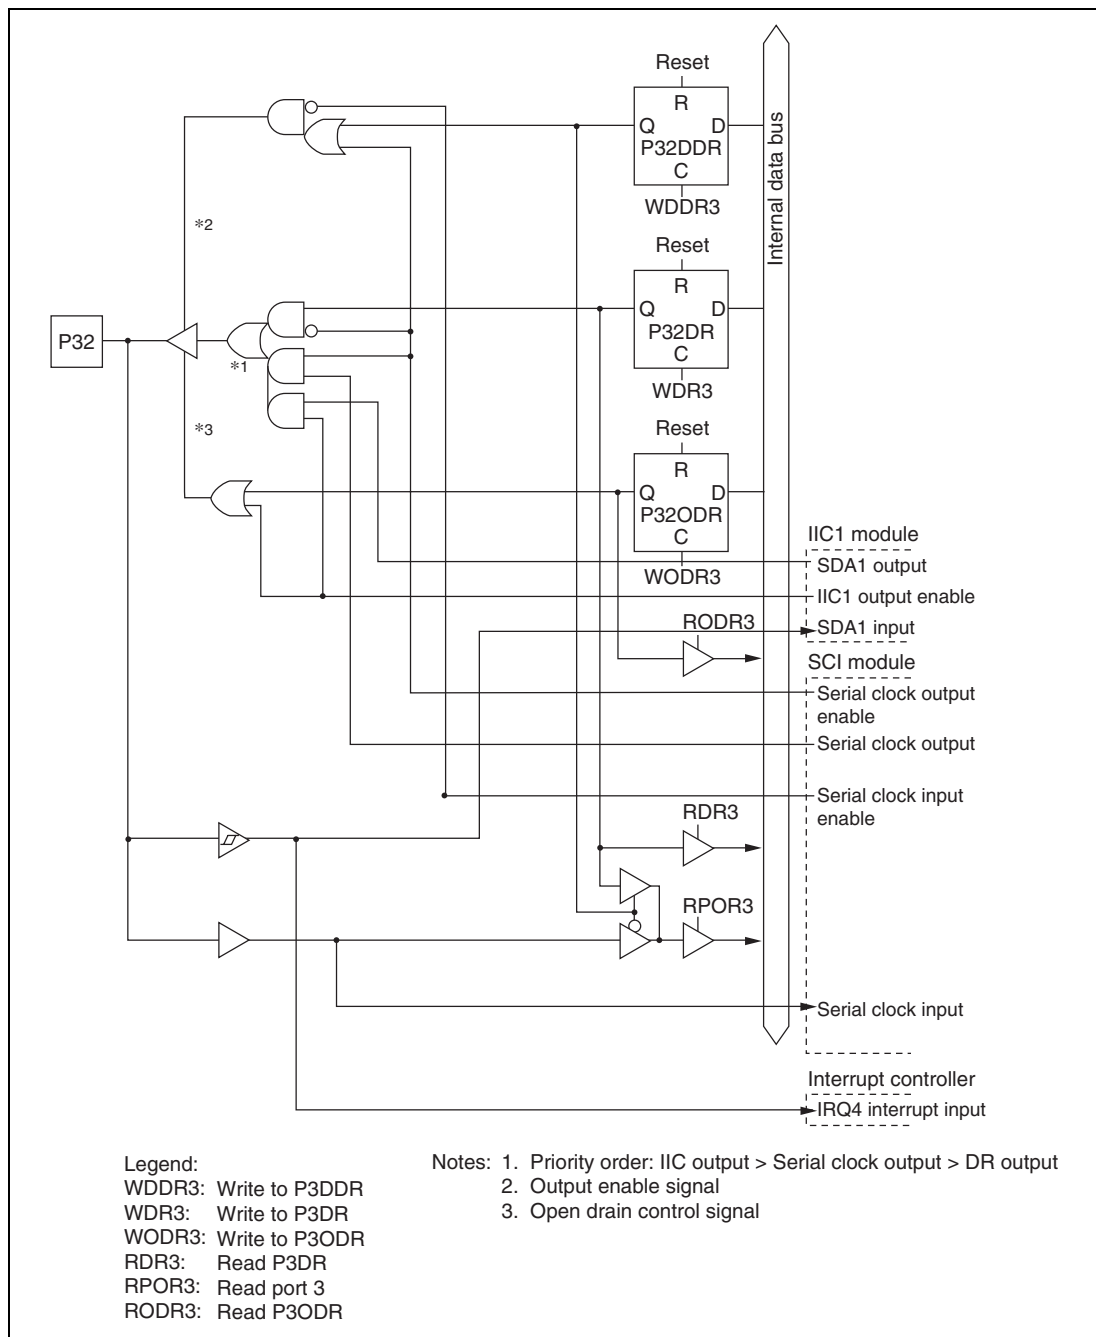 Reset
R
Q D
P32DDR
C
WDDR3
Internal data bus
*2
Reset
R
Q D
P32DR
C
WDR3
P32
*1
*3
Reset
R
Q D
P32ODR
C
WODR3
IIC1 module
SDA1 output
IIC1 output enable
SDA1 input
RODR3
SCI module
Serial clock output
enable
Serial clock output
Serial clock input
enable
RDR3
RPOR3
Serial clock input
Interrupt controller
IRQ4 interrupt input
Legend:
WDDR3: Write to P3DDR
WDR3: Write to P3DR
WODR3: Write to P3ODR
RDR3: Read P3DR
RPOR3: Read port 3
RODR3: Read P3ODR
Notes: 1. Priority order: IIC output > Serial clock output > DR output
2. Output enable signal
3. Open drain control signal